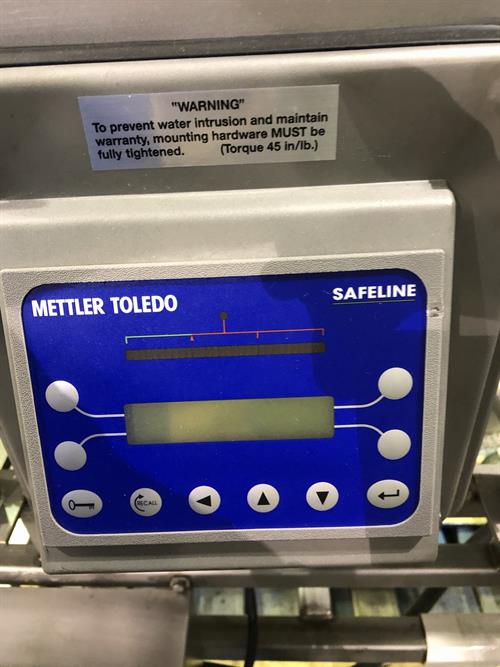 "WARNING"
To prevent water intrusion and maintain
warranty, mounting hardware MUST be
fully tightened. (Torque 45 in/lb.)
METTLER TOLEDO
SAFELINE
RECALL